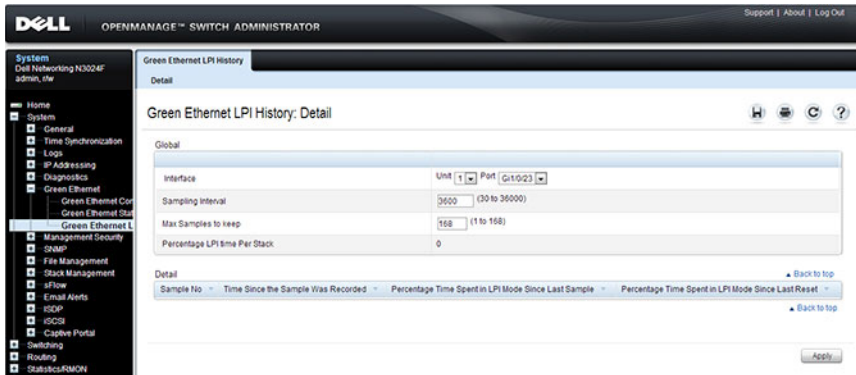 Support | About | Log Out
DELL OPENMANAGE™ SWITCH ADMINISTRATOR
System
Dell Networking N3024F
admin, r/w
Home
System
General
Time Synchronization
Logs
IP Addressing
Diagnostics
Green Ethernet
Green Ethernet Con
Green Ethernet Stat
Green Ethernet L
Management Security
SNMP
File Management
Stack Management
sFlow
Email Alerts
ISDP
iSCSI
Captive Portal
Switching
Routing
Statistics/RMON
Green Ethernet LPI History
Detail
Green Ethernet LPI History: Detail
Global
Interface Unit 1 Port Gi1/0/23
Sampling Interval 3600 (30 to 36000)
Max Samples to keep 168 (1 to 168)
Percentage LPI time Per Stack 0
Detail
Back to top
Sample No Time Since the Sample Was Recorded Percentage Time Spent in LPI Mode Since Last Sample Percentage Time Spent in LPI Mode Since Last Reset
Back to top
Apply